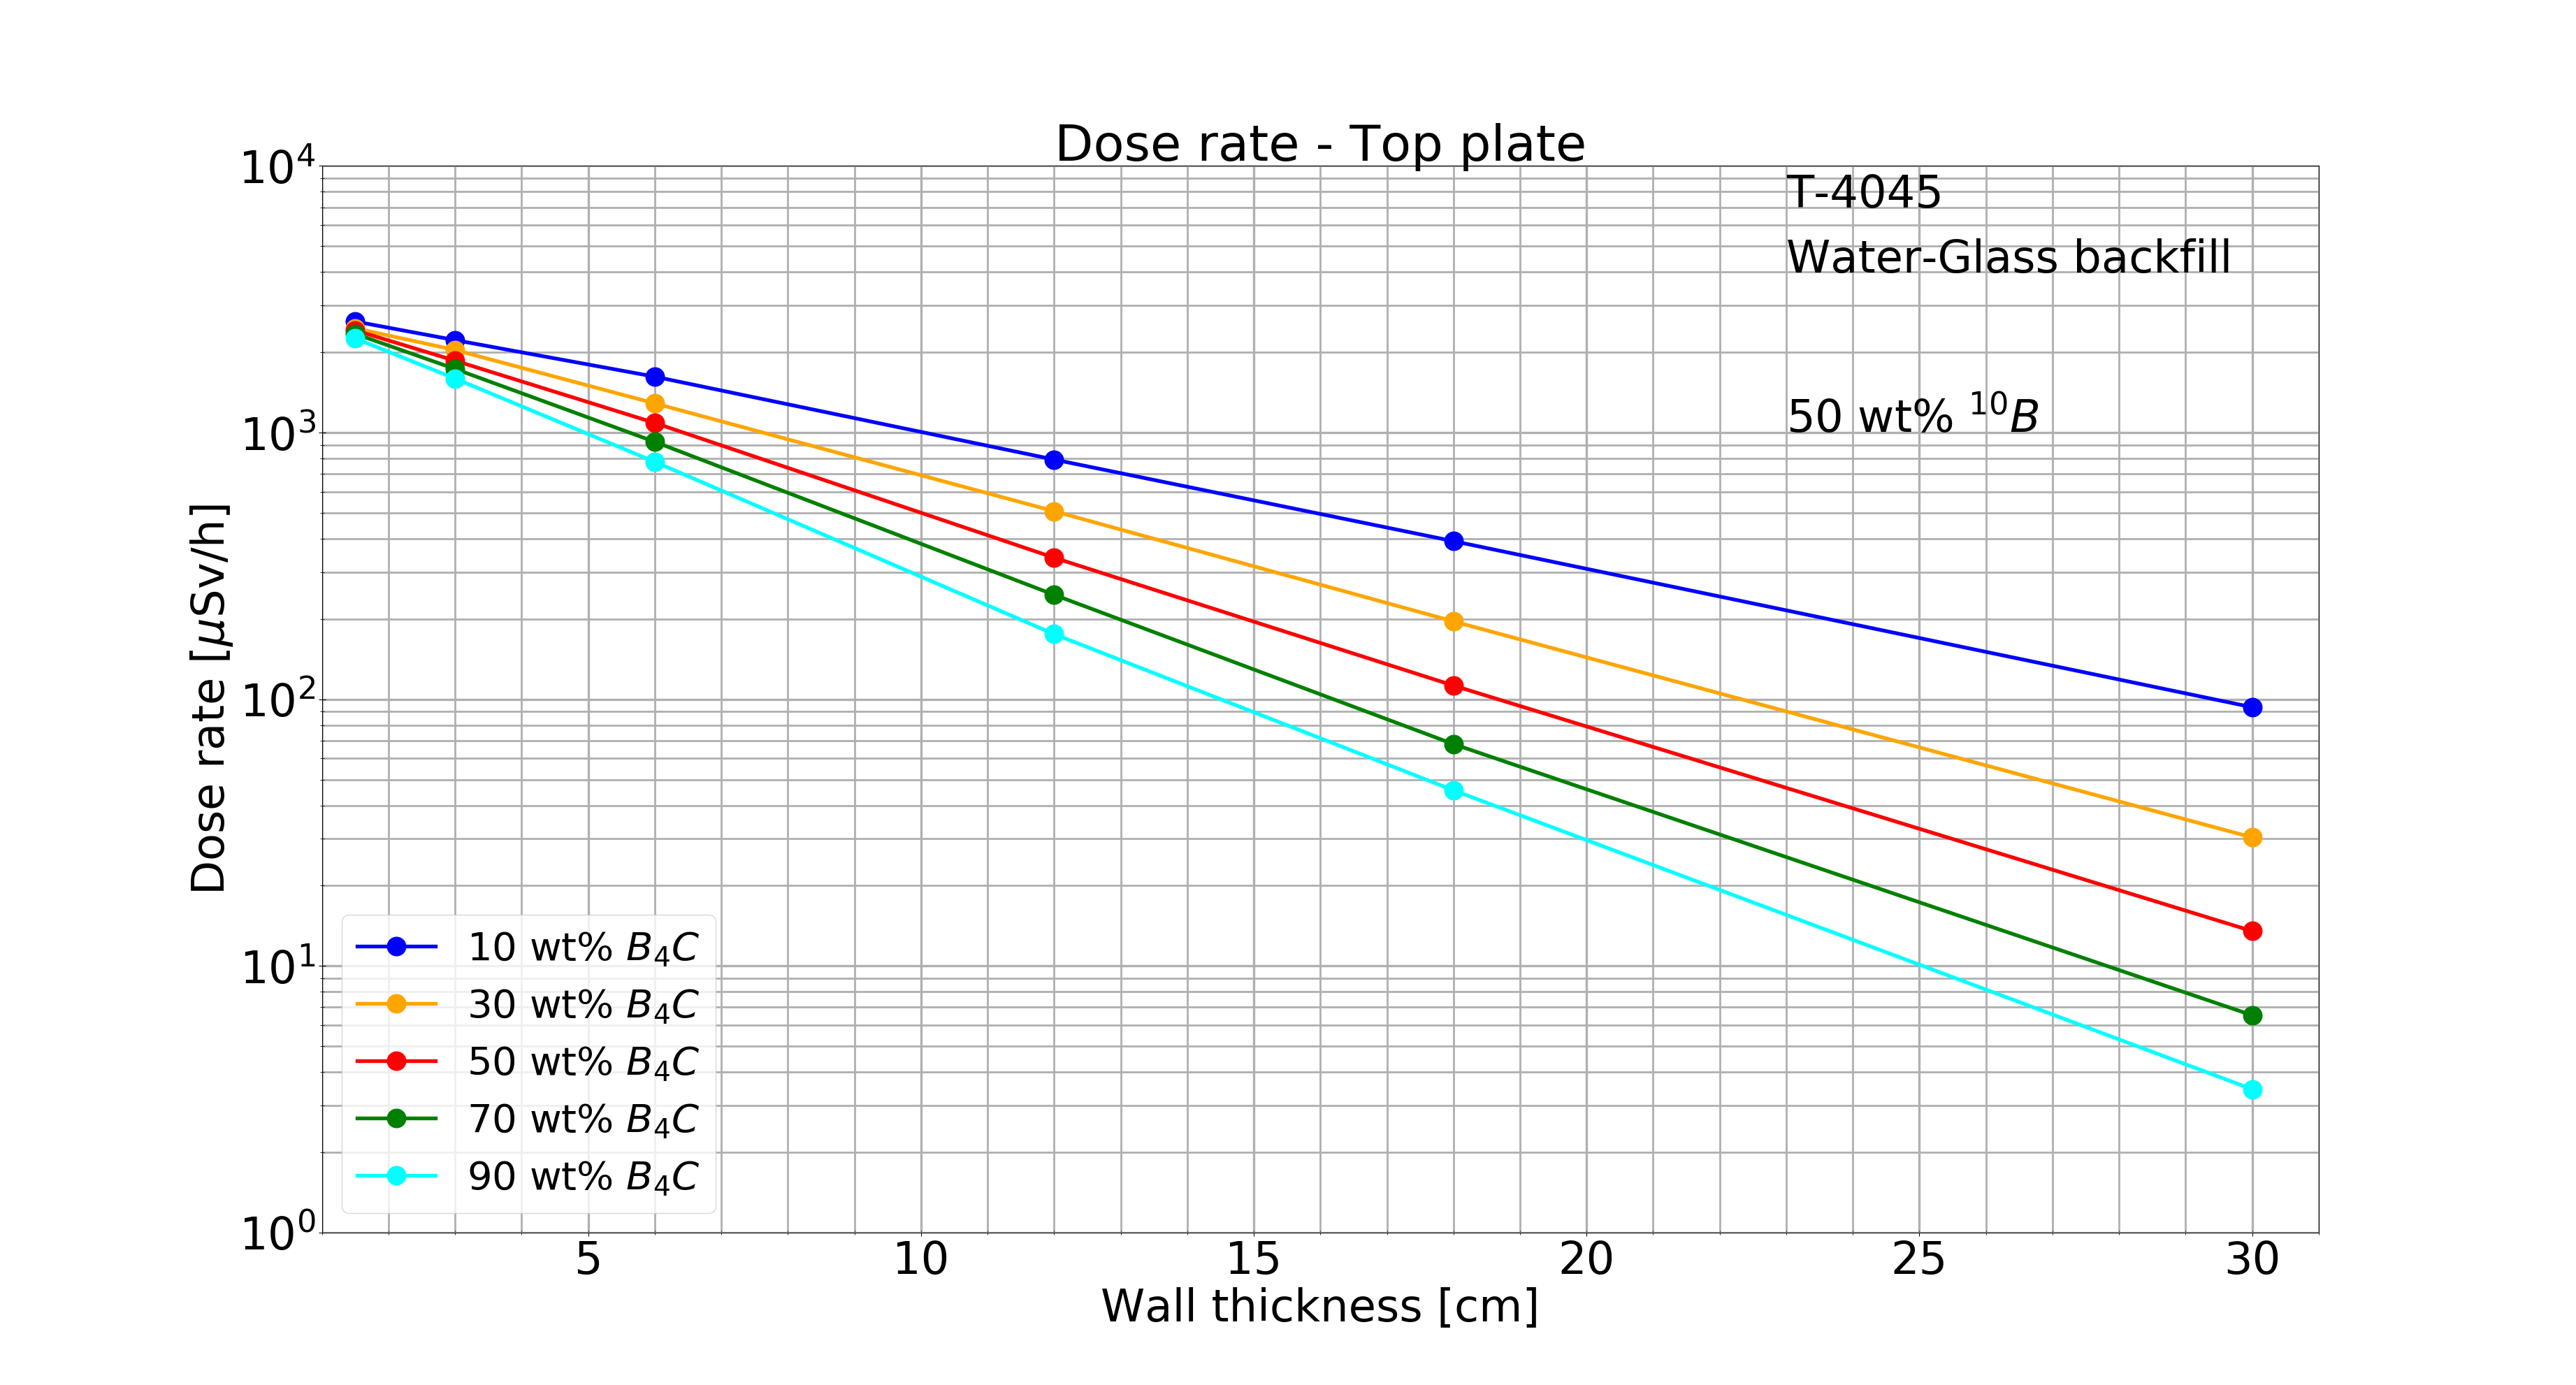 Dose rate - Top plate
10⁴
T-4045
Water-Glass backfill
50 wt% ¹⁰B
10³
10²
10¹
10⁰
Dose rate [μSv/h]
10 wt% B₄C
30 wt% B₄C
50 wt% B₄C
70 wt% B₄C
90 wt% B₄C
5 10 15 20 25 30
Wall thickness [cm]